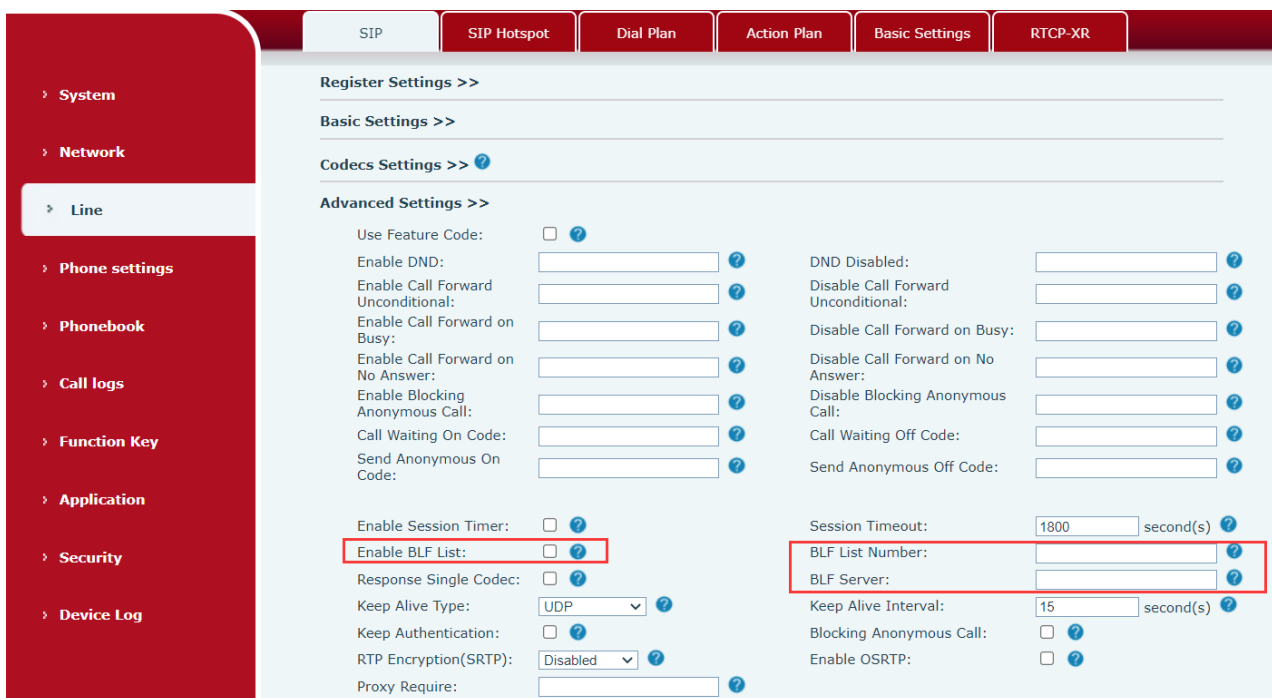 SIP
SIP Hotspot
Dial Plan
Action Plan
Basic Settings
RTCP-XR
System
Network
Line
Phone settings
Phonebook
Call logs
Function Key
Application
Security
Device Log
Register Settings >>
Basic Settings >>
Codecs Settings >> ?
Advanced Settings >>
Use Feature Code: ?
Enable DND: ? DND Disabled: ?
Enable Call Forward
Unconditional: ?
Disable Call Forward
Unconditional: ?
Enable Call Forward on
Busy: ?
Disable Call Forward on Busy: ?
Enable Call Forward on
No Answer: ?
Disable Call Forward on No
Answer: ?
Enable Blocking
Anonymous Call: ?
Disable Blocking Anonymous
Call: ?
Call Waiting On Code: ? Call Waiting Off Code: ?
Send Anonymous On
Code: ?
Send Anonymous Off Code: ?
Enable Session Timer: ? Session Timeout: 1800 second(s) ?
Enable BLF List: ? BLF List Number: ?
Response Single Codec: ? BLF Server: ?
Keep Alive Type: UDP ? Keep Alive Interval: 15 second(s) ?
Keep Authentication: ? Blocking Anonymous Call: ?
RTP Encryption(SRTP): Disabled ? Enable OSRTP: ?
Proxy Require: ?